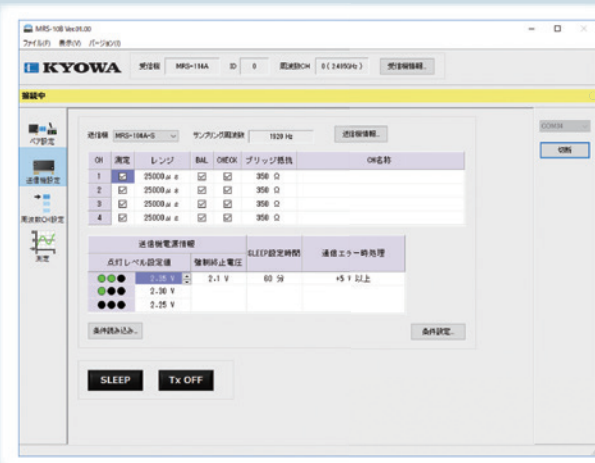 MRS-10B Ver.01.00
ファイル(F) 表示(V) バージョン(I)
KYOWA 受信機 MRS-114A ID 0 周波数CH 0(2405GHz) 受信機情報...
接続中
ペア設定
送信機設定
周波数CH設定
測定
送信機 MRS-104A-S サンプリング周波数 1920 Hz 送信機情報...
CH 測定 レンジ BAL CHECK ブリッジ抵抗 CH名称
1 25000με 350 Ω
2 25000με 350 Ω
3 25000με 350 Ω
4 25000με 350 Ω
送信機電源情報 SLEEP設定時間 通信エラー時処理
点灯レベル設定値 強制終止電圧
2.35 V 2.1 V 60 分 +5 V 以上
2.30 V
2.25 V
条件読み込み... 条件設定...
SLEEP Tx OFF
切断